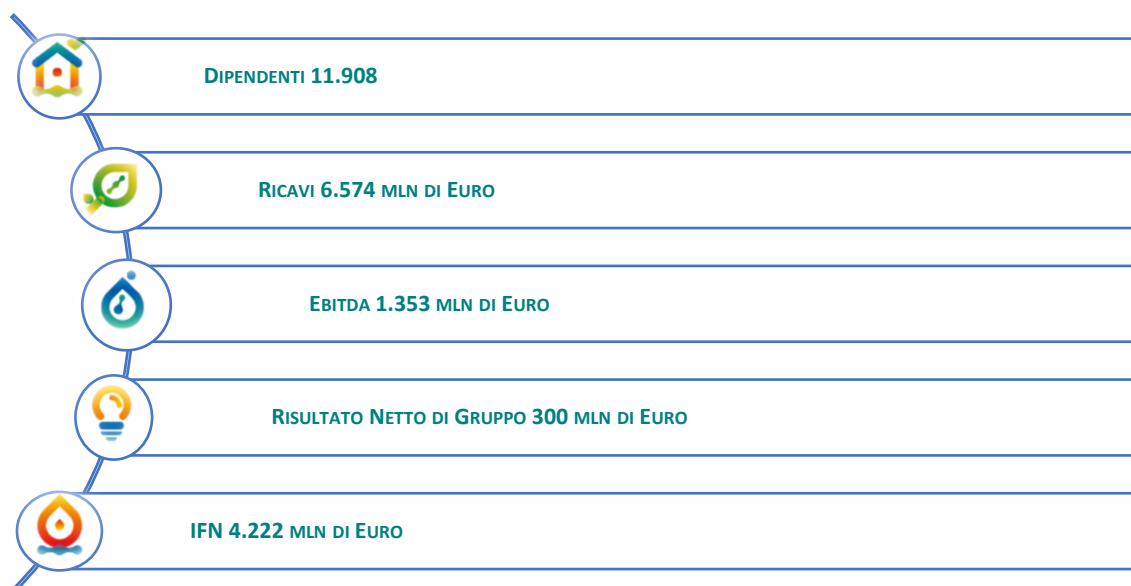 Dipendenti 11.908
Ricavi 6.574 mln di Euro
Ebitda 1.353 mln di Euro
Risultato Netto di Gruppo 300 mln di Euro
IFN 4.222 mln di Euro